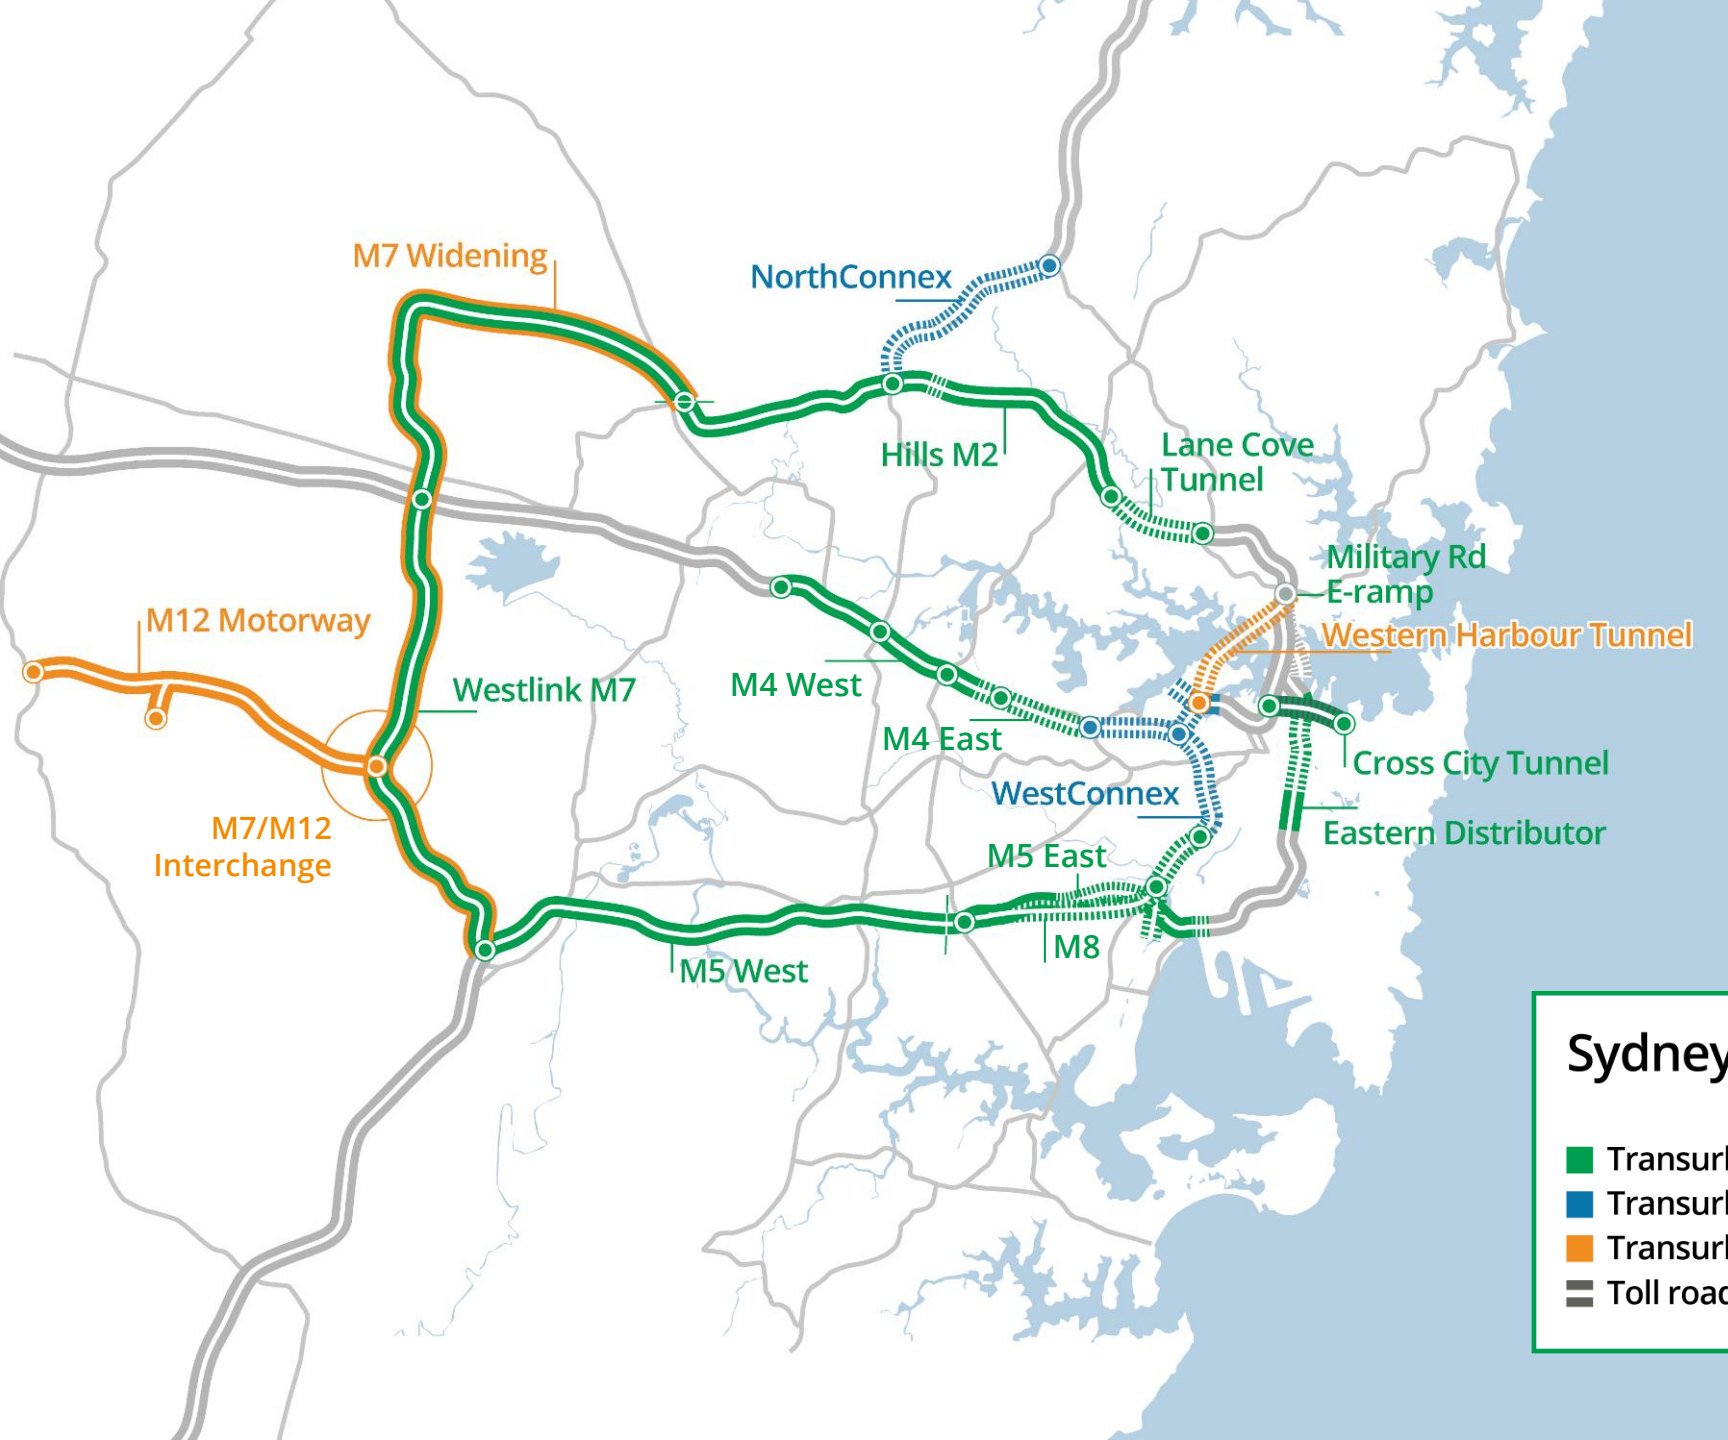 M7 Widening
NorthConnex
Hills M2
Lane Cove
Tunnel
Military Rd
E-ramp
M12 Motorway
Western Harbour Tunnel
Westlink M7
M4 West
M4 East
Cross City Tunnel
WestConnex
M7/M12
Interchange
Eastern Distributor
M5 East
M8
M5 West
Sydney